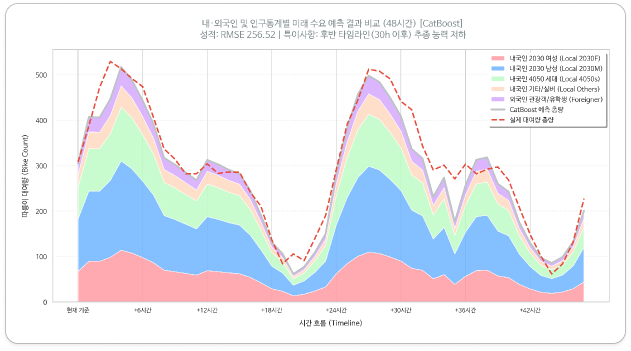 내·외국인 및 인구통계별 미래 수요 예측 결과 비교 (48시간) [CatBoost]
성적: RMSE 256.52 | 특이사항: 후반 타임라인(30h 이후) 추종 능력 저하
내국인 2030 여성 (Local 2030F)
내국인 2030 남성 (Local 2030M)
내국인 4050 세대 (Local 4050s)
내국인 기타/실버 (Local Others)
외국인 관광객/유학생 (Foreigner)
CatBoost 예측 총량
실제 대여량 총량
따릉이 대여량 (Bike Count)
500
400
300
200
100
0
현재 기준
+6시간
+12시간
+18시간
+24시간
+30시간
+36시간
+42시간
시간 흐름 (Timeline)